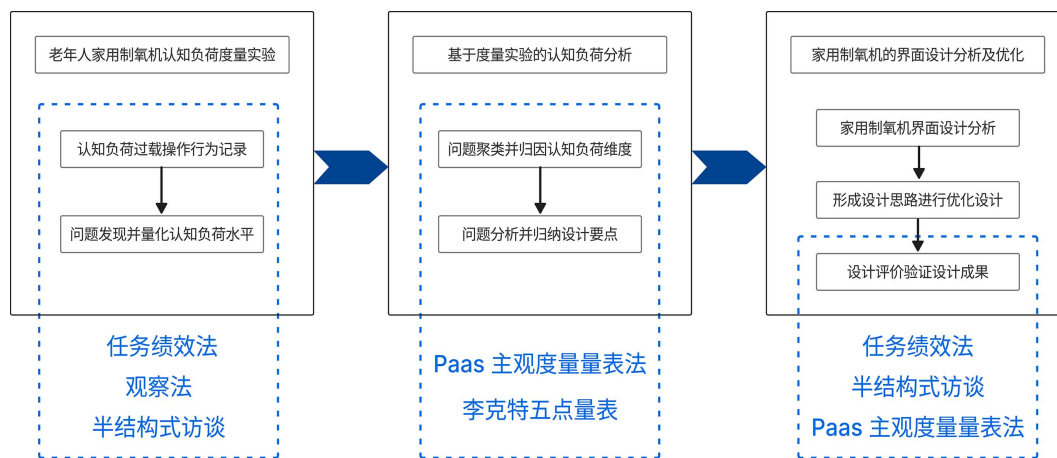 老年人家用制氧机认知负荷度量实验
认知负荷过载操作行为记录
问题发现并量化认知负荷水平
任务绩效法
观察法
半结构式访谈
基于度量实验的认知负荷分析
问题聚类并归因认知负荷维度
问题分析并归纳设计要点
Paas 主观度量量表法
李克特五点量表
家用制氧机的界面设计分析及优化
家用制氧机界面设计分析
形成设计思路进行优化设计
设计评价验证设计成果
任务绩效法
半结构式访谈
Paas 主观度量量表法